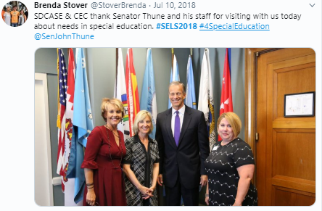 Brenda Stover @StoverBrenda · Jul 10, 2018
SDCASE & CEC thank Senator Thune and his staff for visiting with us today
about needs in special education. #SELS2018 #4SpecialEducation
@SenJohnThune